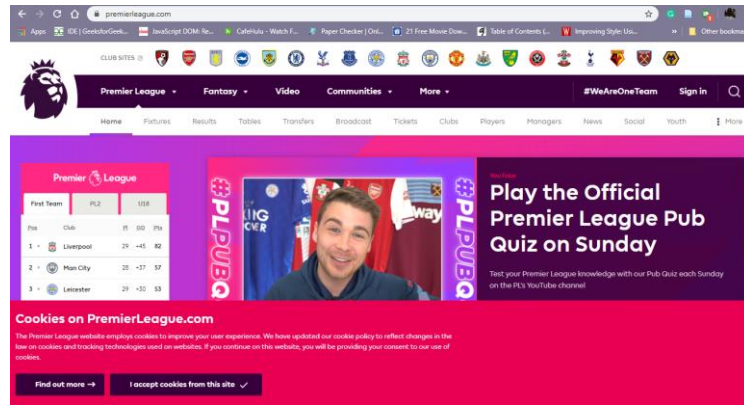 premierleague.com
Apps IDE | GeeksforGeek... JavaScript DOM: Re... CafeHulu - Watch F... Paper Checker | Onl... 21 Free Movie Dow... Table of Contents (... Improving Style: Usi... » Other bookma
CLUB SITES
Premier League Fantasy Video Communities More #WeAreOneTeam Sign in
Home Fixtures Results Tables Transfers Broadcast Tickets Clubs Players Managers News Social Youth More
Premier League
First Team PL2 U18
Pos Club Pl GD Pts
1 Liverpool 29 +45 82
2 Man City 28 +37 57
3 Leicester 29 +30 53
#PLPUBQ
KING
#PLPUBQ
YouTube
Play the Official
Premier League Pub
Quiz on Sunday
Test your Premier League knowledge with our Pub Quiz each Sunday
on the PL's YouTube channel
Cookies on PremierLeague.com
The Premier League website employs cookies to improve your user experience. We have updated our cookie policy to reflect changes in the
law on cookies and tracking technologies used on websites. If you continue on this website, you will be providing your consent to our use of
cookies.
Find out more → I accept cookies from this site ✓